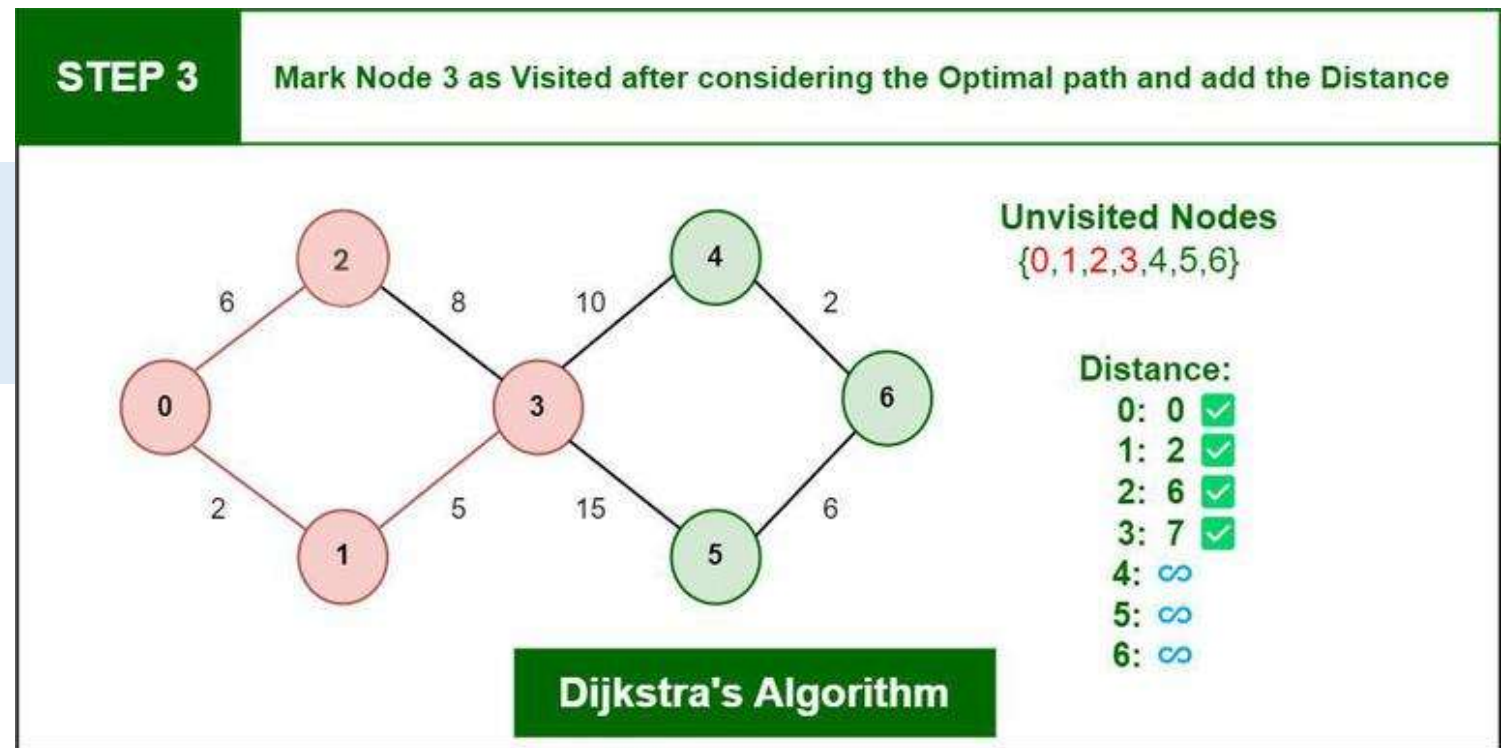 STEP 3
Mark Node 3 as Visited after considering the Optimal path and add the Distance
Unvisited Nodes
{0,1,2,3,4,5,6}
2
4
6
8
10
2
0
3
6
2
5
15
6
1
5
Distance:
0: 0 ✅
1: 2 ✅
2: 6 ✅
3: 7 ✅
4: ∞
5: ∞
6: ∞
Dijkstra's Algorithm